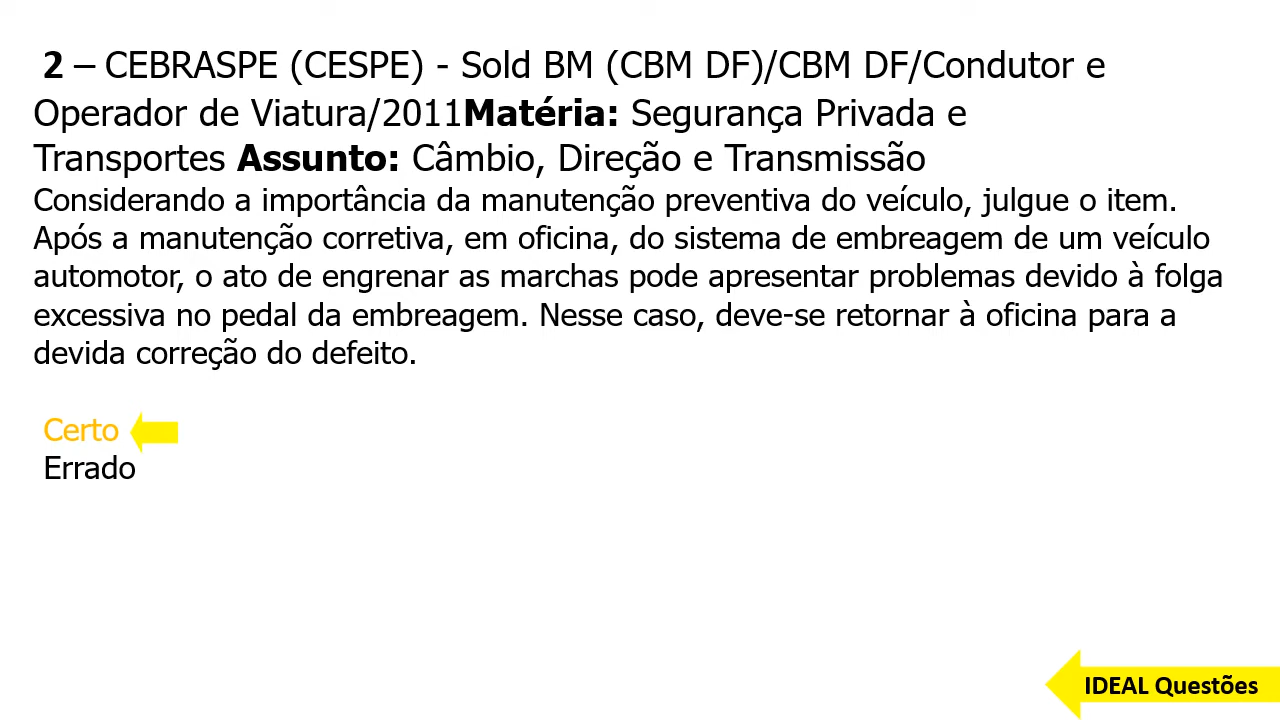 2 – CEBRASPE (CESPE) - Sold BM (CBM DF)/CBM DF/Condutor e
Operador de Viatura/2011Matéria: Segurança Privada e
Transportes Assunto: Câmbio, Direção e Transmissão
Considerando a importância da manutenção preventiva do veículo, julgue o item.
Após a manutenção corretiva, em oficina, do sistema de embreagem de um veículo
automotor, o ato de engrenar as marchas pode apresentar problemas devido à folga
excessiva no pedal da embreagem. Nesse caso, deve-se retornar à oficina para a
devida correção do defeito.
Certo
Errado
IDEAL Questões